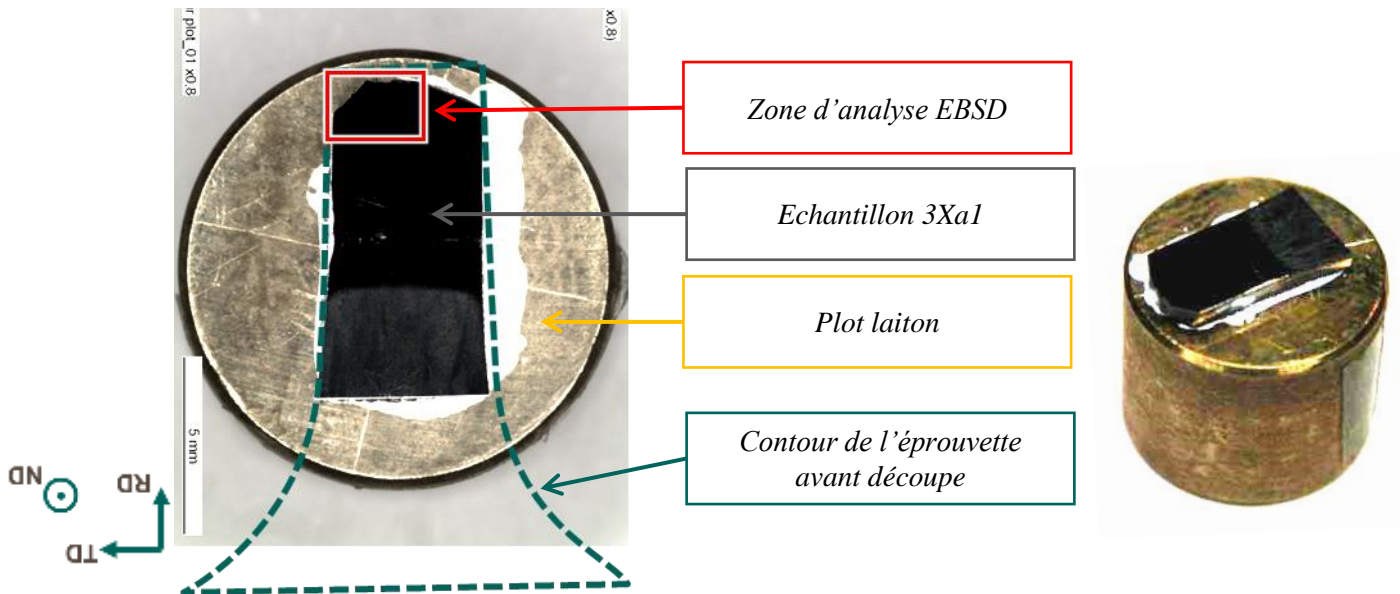 r plot_01 x0.8
x0.8)
Zone d'analyse EBSD
Echantillon 3Xa1
Plot laiton
Contour de l'éprouvette
avant découpe
5 mm
ND
RD
TD